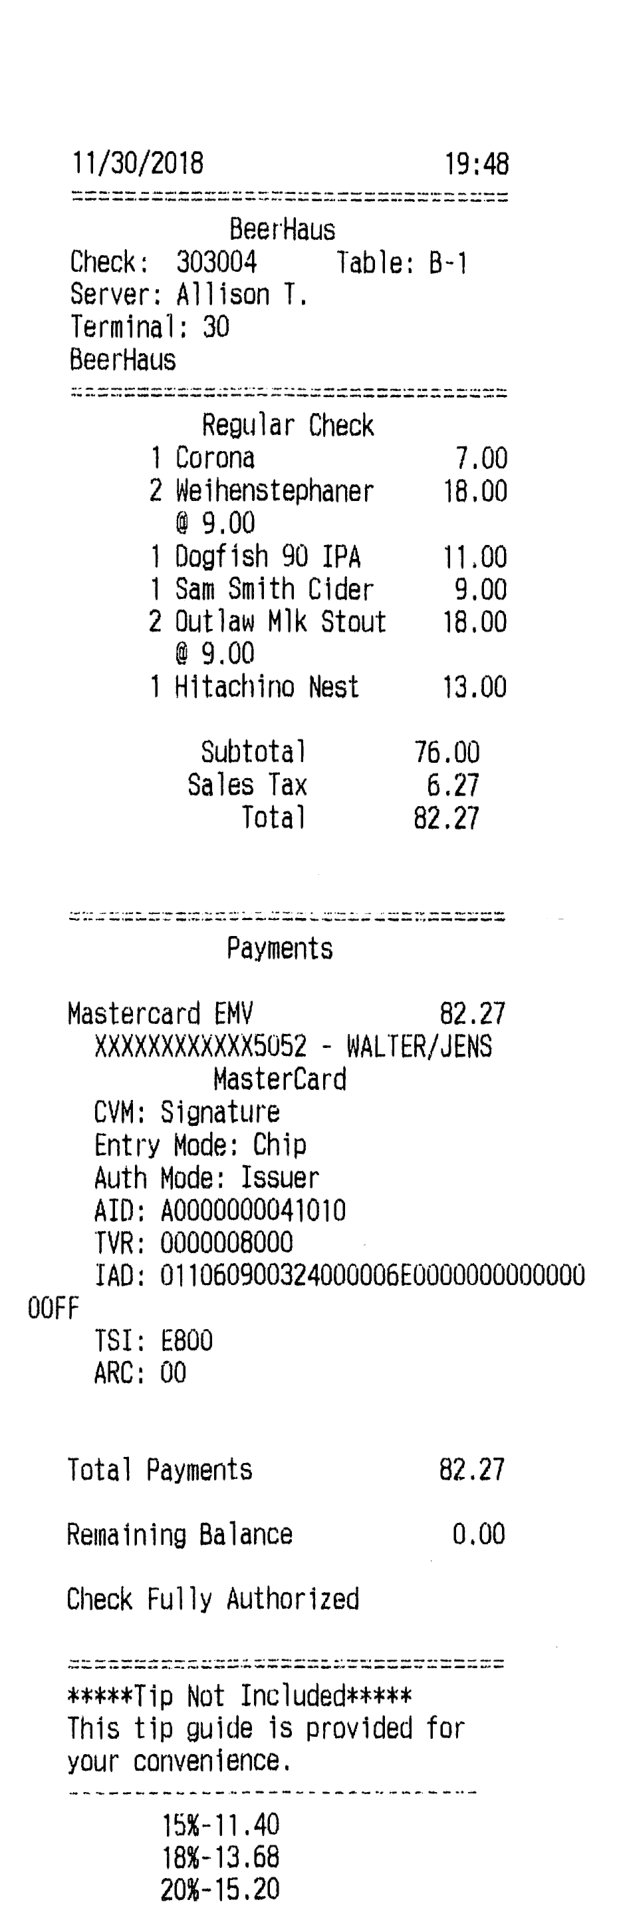 11/30/2018 19:48
================================
BeerHaus
Check: 303004 Table: B-1
Server: Allison T.
Terminal: 30
BeerHaus
================================
Regular Check
1 Corona 7.00
2 Weihenstephaner 18.00
@ 9.00
1 Dogfish 90 IPA 11.00
1 Sam Smith Cider 9.00
2 Outlaw Mlk Stout 18.00
@ 9.00
1 Hitachino Nest 13.00
Subtotal 76.00
Sales Tax 6.27
Total 82.27
================================
Payments
Mastercard EMV 82.27
XXXXXXXXXXXX5052 - WALTER/JENS
MasterCard
CVM: Signature
Entry Mode: Chip
Auth Mode: Issuer
AID: A0000000041010
TVR: 0000008000
IAD: 011060900324000006E0000000000000
00FF
TSI: E800
ARC: 00
Total Payments 82.27
Remaining Balance 0.00
Check Fully Authorized
================================
*****Tip Not Included*****
This tip guide is provided for
your convenience.
-------------------------------
15%-11.40
18%-13.68
20%-15.20